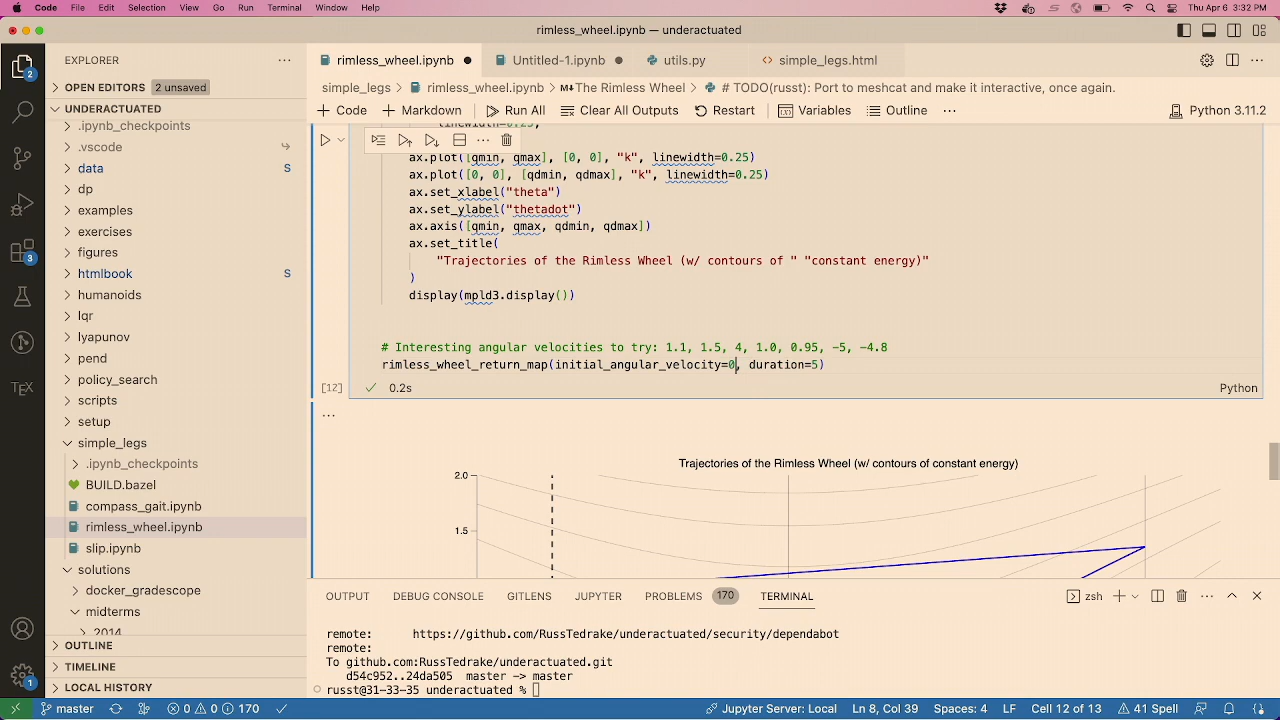 Code File Edit Selection View Go Run Terminal Window Help
Thu Apr 6 3:32 PM
rimless_wheel.ipynb — underactuated
EXPLORER
rimless_wheel.ipynb
Untitled-1.ipynb
utils.py
simple_legs.html
simple_legs > rimless_wheel.ipynb > The Rimless Wheel > # TODO(russt): Port to meshcat and make it interactive, once again.
Code
Markdown
Run All
Clear All Outputs
Restart
Variables
Outline
Python 3.11.2
OPEN EDITORS 2 unsaved
UNDERACTUATED
.ipynb_checkpoints
.vscode
data S
dp
examples
exercises
figures
htmlbook S
humanoids
lqr
lyapunov
pend
policy_search
scripts
setup
simple_legs
.ipynb_checkpoints
BUILD.bazel
compass_gait.ipynb
rimless_wheel.ipynb
slip.ipynb
solutions
docker_gradescope
midterms
2014
OUTLINE
TIMELINE
LOCAL HISTORY
2
3
TEX
1
linewidth=0.25,
ax.plot([qmin, qmax], [0, 0], "k", linewidth=0.25)
ax.plot([0, 0], [qdmin, qdmax], "k", linewidth=0.25)
ax.set_xlabel("theta")
ax.set_ylabel("thetadot")
ax.axis([qmin, qmax, qdmin, qdmax])
ax.set_title(
"Trajectories of the Rimless Wheel (w/ contours of " "constant energy)"
)
display(mpld3.display())
# Interesting angular velocities to try: 1.1, 1.5, 4, 1.0, 0.95, -5, -4.8
rimless_wheel_return_map(initial_angular_velocity=0, duration=5)
[12] 0.2s Python
Trajectories of the Rimless Wheel (w/ contours of constant energy)
2.0
1.5
OUTPUT DEBUG CONSOLE GITLENS JUPYTER PROBLEMS 170 TERMINAL
zsh
remote: https://github.com/RussTedrake/underactuated/security/dependabot
remote:
To github.com:RussTedrake/underactuated.git
d54c952..24da505 master -> master
russt@31-33-35 underactuated %
master 0 0 170
Jupyter Server: Local Ln 8, Col 39 Spaces: 4 LF Cell 12 of 13 41 Spell